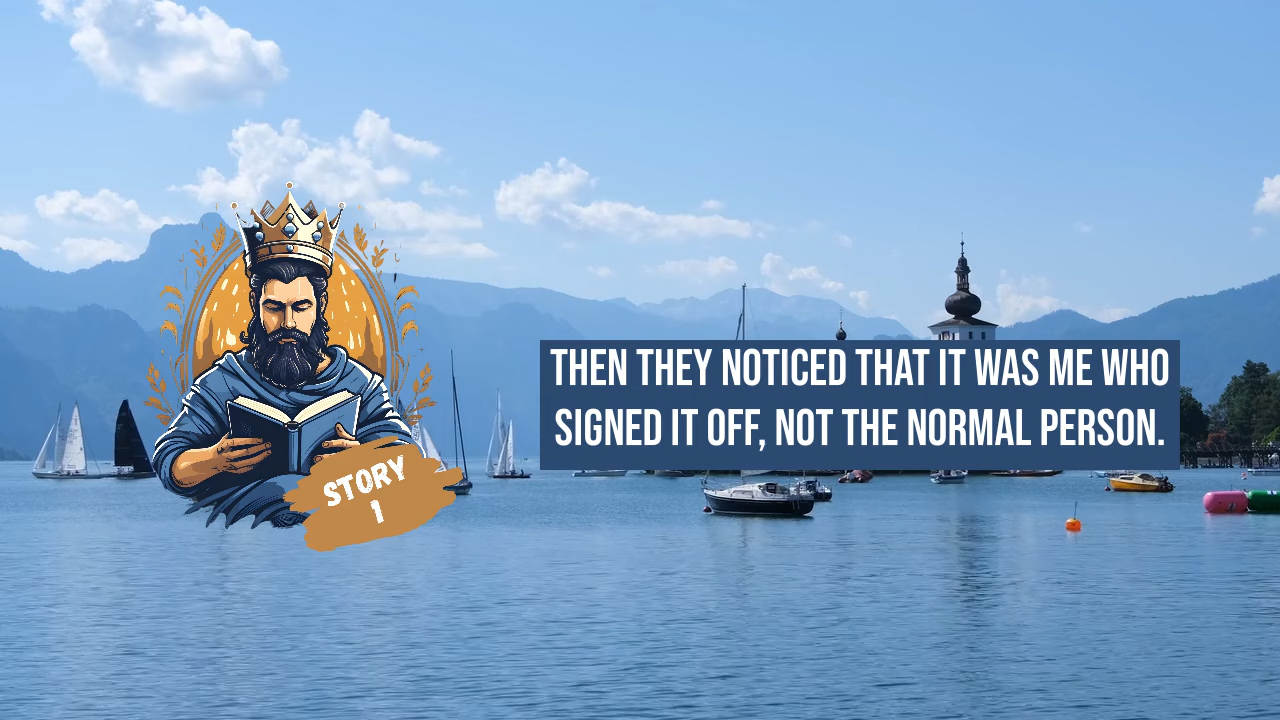 THEN THEY NOTICED THAT IT WAS ME WHO
SIGNED IT OFF, NOT THE NORMAL PERSON.
STORY
1